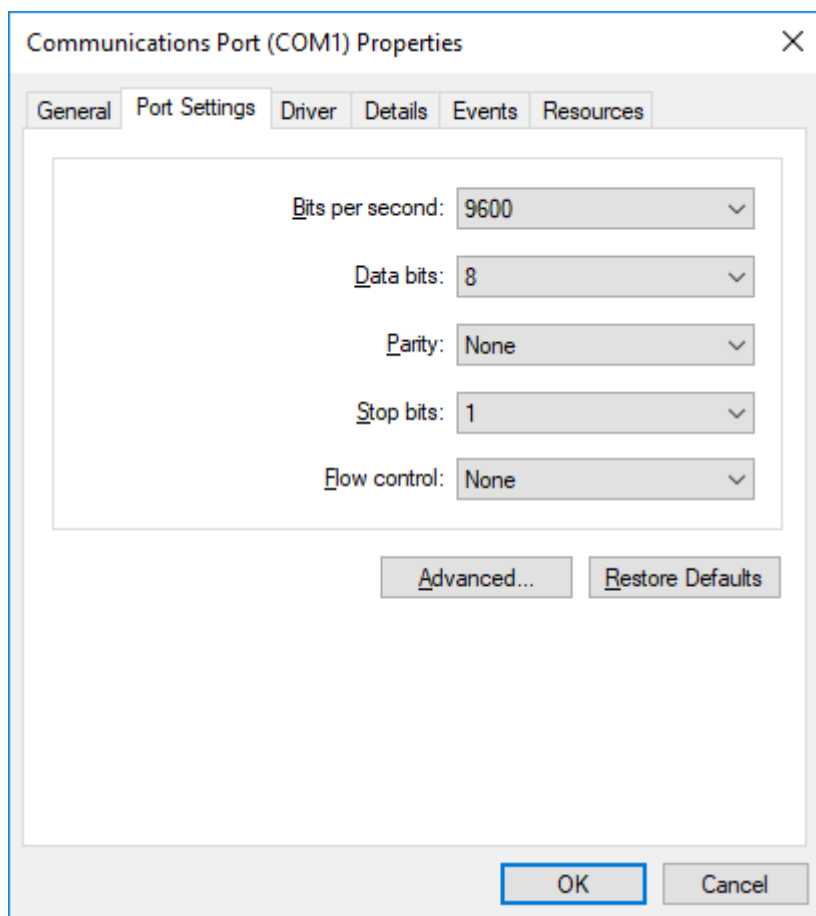 Communications Port (COM1) Properties
General Port Settings Driver Details Events Resources
Bits per second: 9600
Data bits: 8
Parity: None
Stop bits: 1
Flow control: None
Advanced... Restore Defaults
OK Cancel